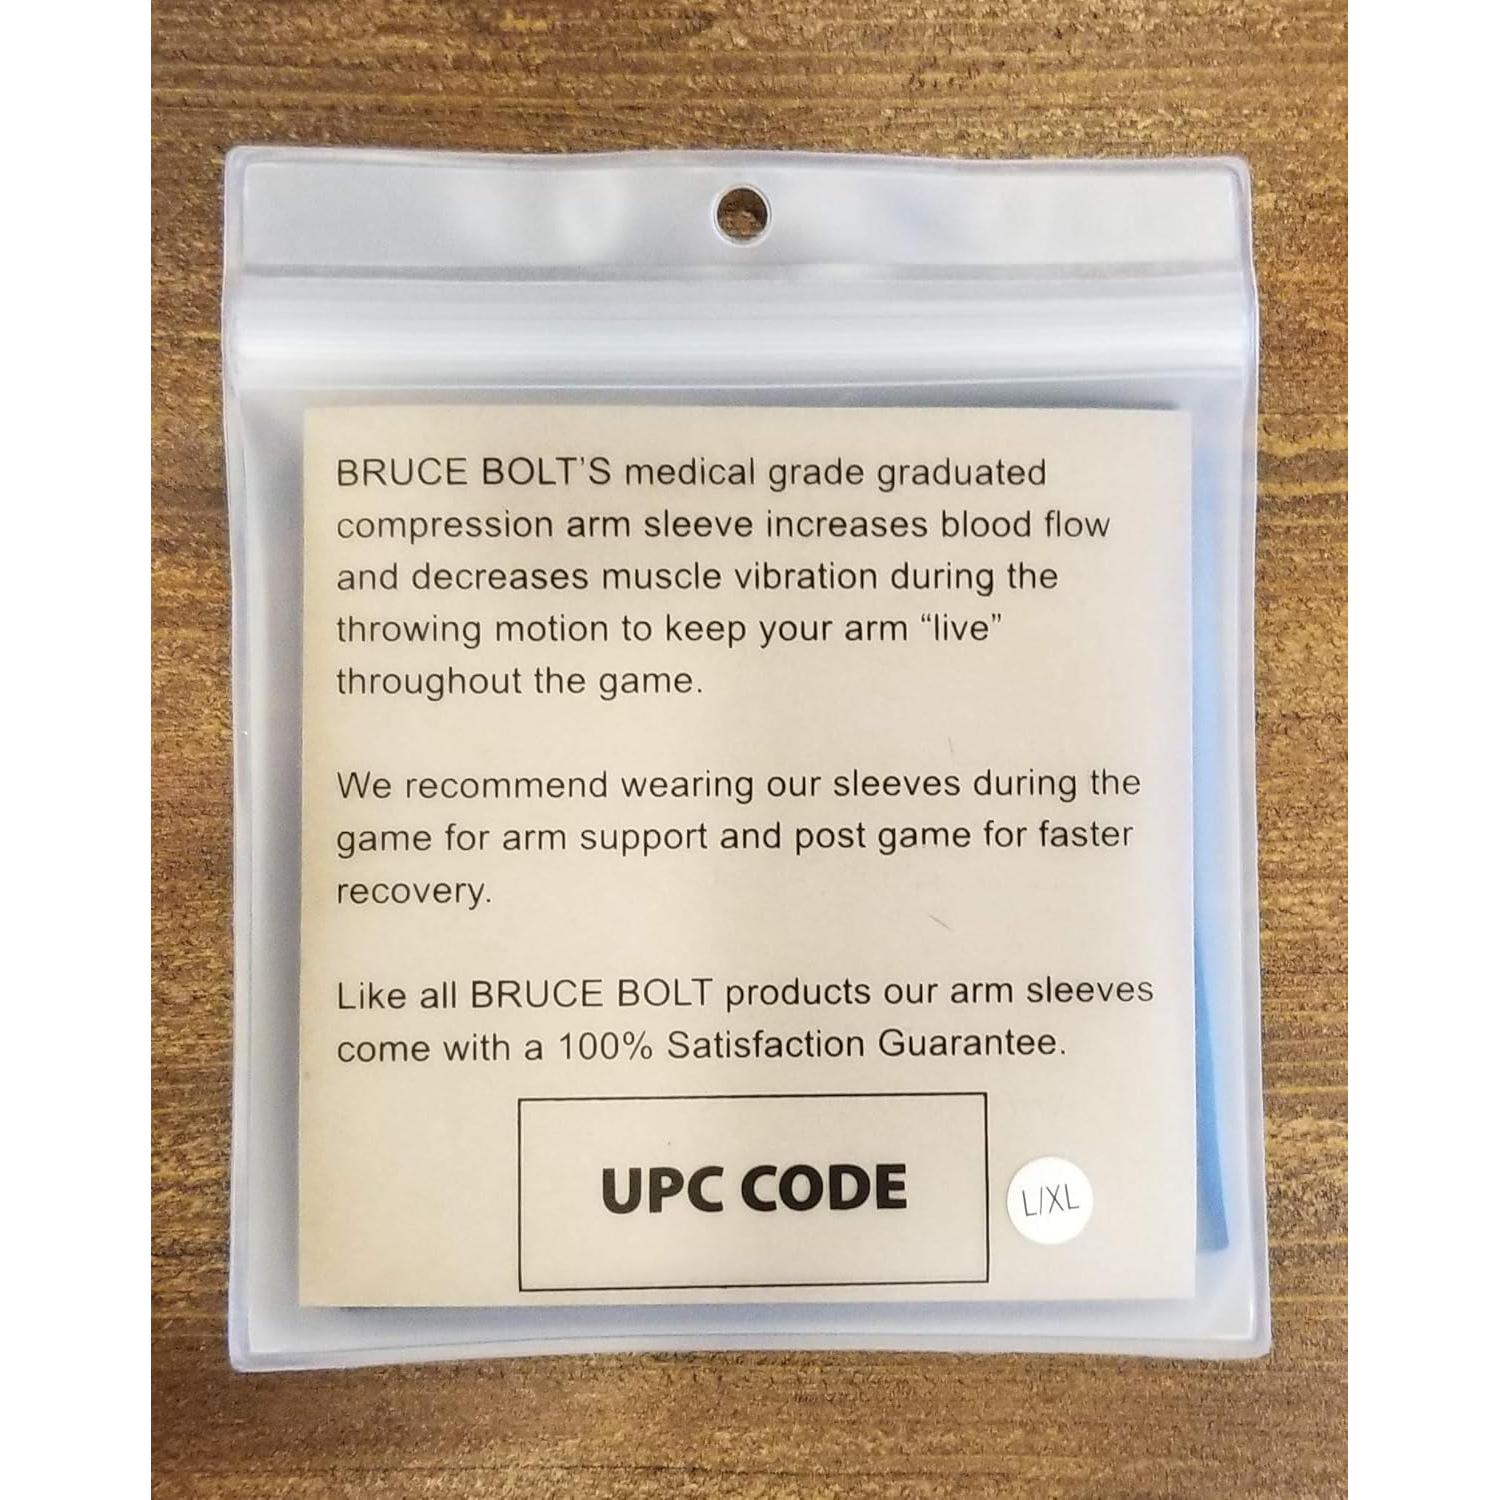 BRUCE BOLT'S medical grade graduated
compression arm sleeve increases blood flow
and decreases muscle vibration during the
throwing motion to keep your arm “live”
throughout the game.
We recommend wearing our sleeves during the
game for arm support and post game for faster
recovery.
Like all BRUCE BOLT products our arm sleeves
come with a 100% Satisfaction Guarantee.
UPC CODE
L/XL